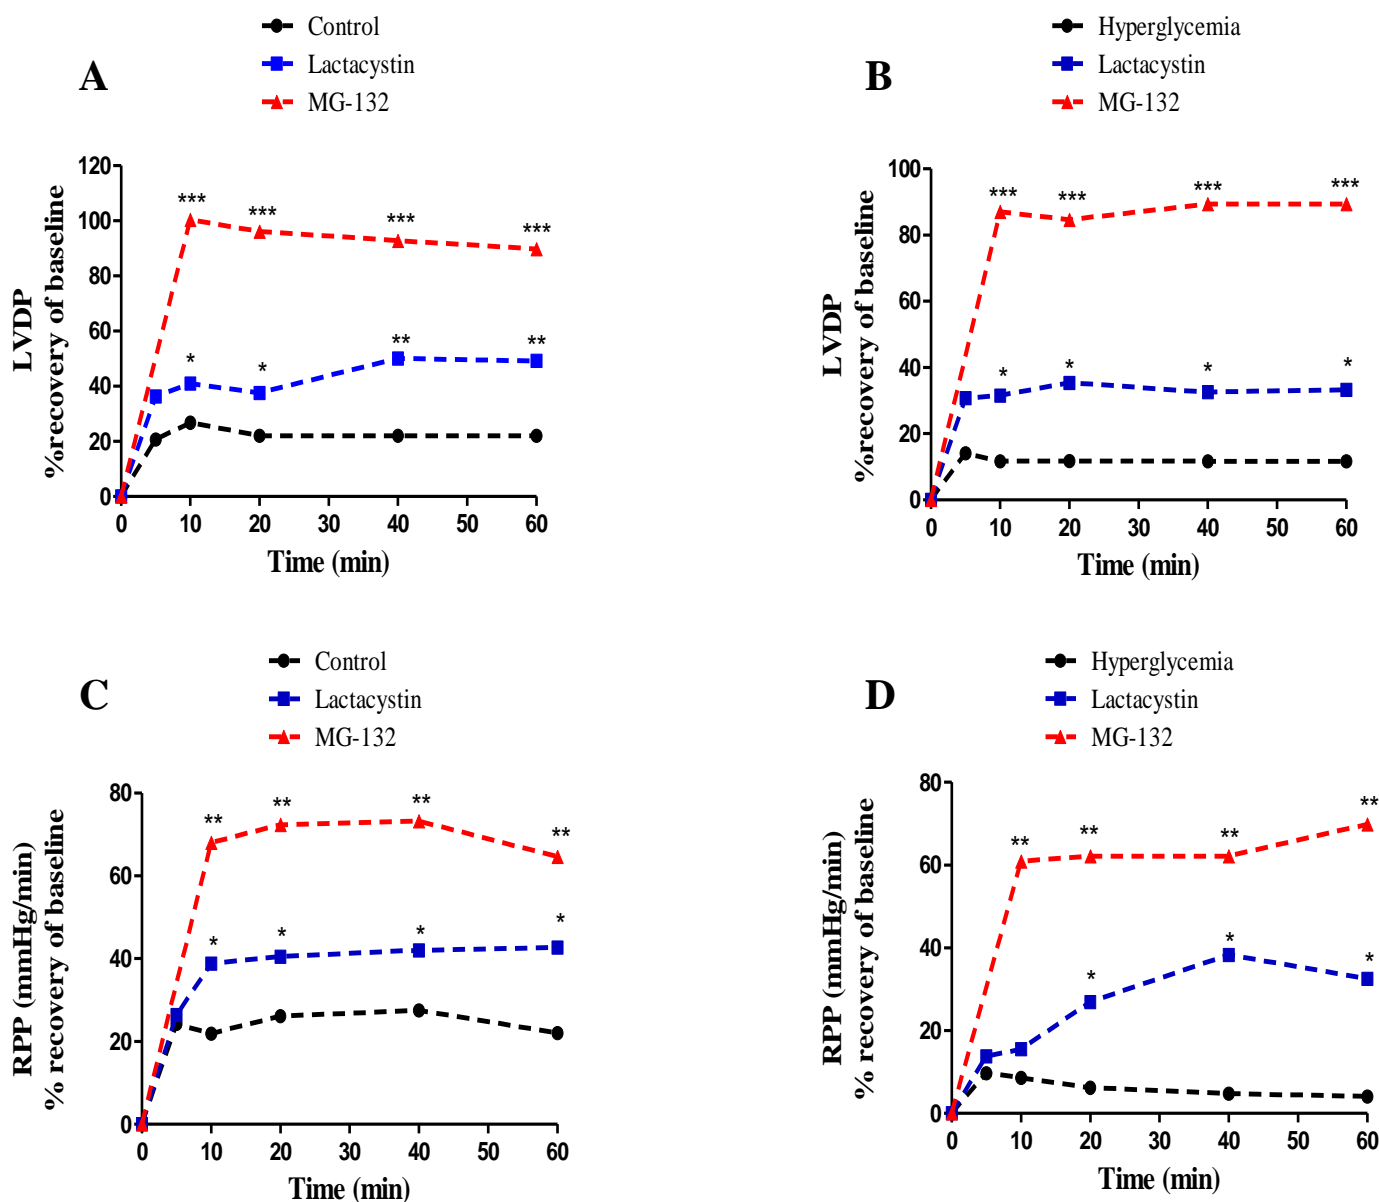 A
Control
Lactacystin
MG-132
LVDP
%recovery of baseline
120
100
80
60
40
20
0
*** *** *** ***
* * ** **
0 10 20 30 40 50 60
Time (min)
B
Hyperglycemia
Lactacystin
MG-132
LVDP
%recovery of baseline
100
80
60
40
20
0
*** *** *** ***
* * * *
0 10 20 30 40 50 60
Time (min)
C
Control
Lactacystin
MG-132
RPP (mmHg/min)
% recovery of baseline
80
60
40
20
0
** ** ** **
* * * *
0 10 20 30 40 50 60
Time (min)
D
Hyperglycemia
Lactacystin
MG-132
RPP (mmHg/min)
% recovery of baseline
80
60
40
20
0
** ** ** **
* * *
0 10 20 30 40 50 60
Time (min)